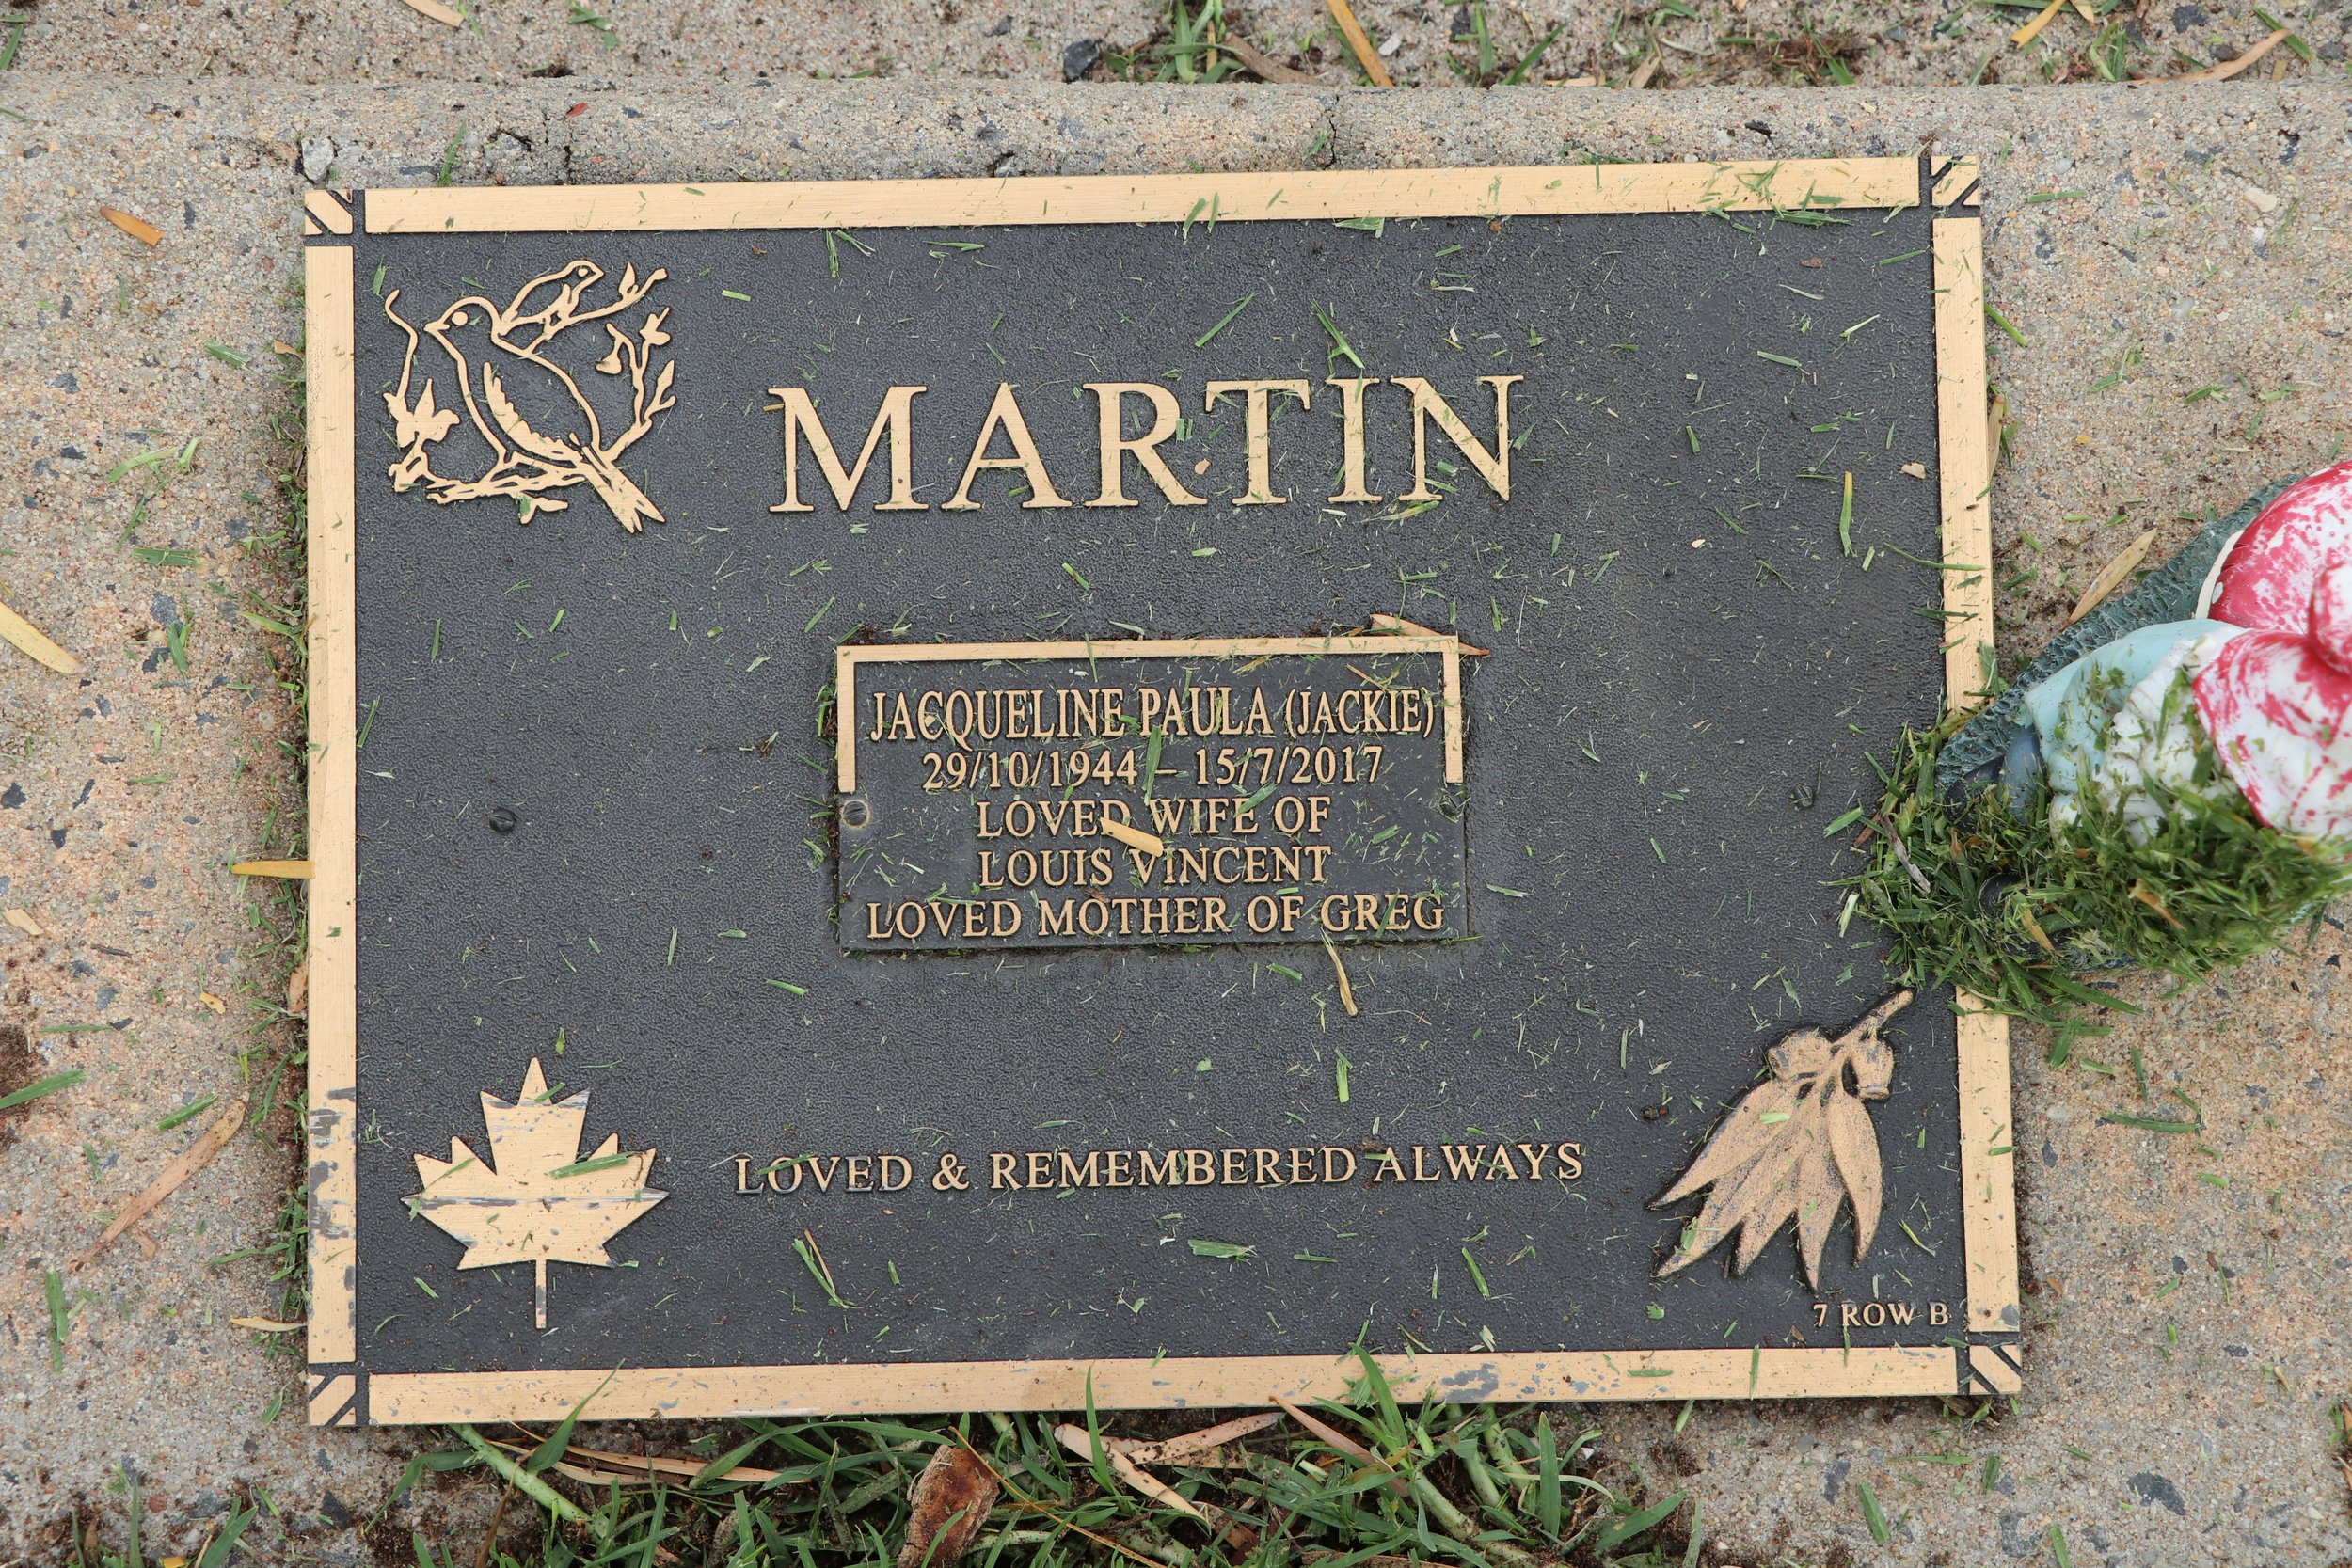 MARTIN
JACQUELINE PAULA (JACKIE)
29/10/1944 – 15/7/2017
LOVED WIFE OF
LOUIS VINCENT
LOVED MOTHER OF GREG
LOVED & REMEMBERED ALWAYS
7 ROW B